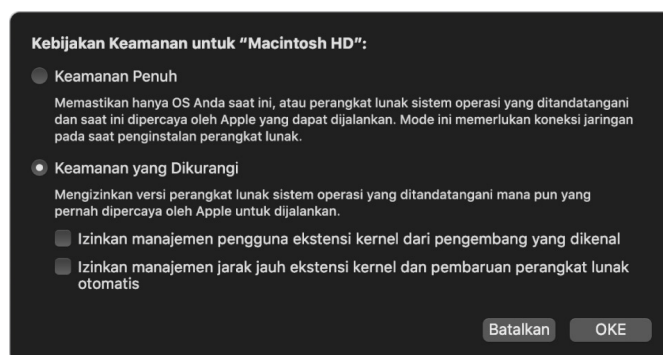 Kebijakan Keamanan untuk “Macintosh HD”:
Keamanan Penuh
Memastikan hanya OS Anda saat ini, atau perangkat lunak sistem operasi yang ditandatangani
dan saat ini dipercaya oleh Apple yang dapat dijalankan. Mode ini memerlukan koneksi jaringan
pada saat penginstalan perangkat lunak.
Keamanan yang Dikurangi
Mengizinkan versi perangkat lunak sistem operasi yang ditandatangani mana pun yang
pernah dipercaya oleh Apple untuk dijalankan.
Izinkan manajemen pengguna ekstensi kernel dari pengembang yang dikenal
Izinkan manajemen jarak jauh ekstensi kernel dan pembaruan perangkat lunak
otomatis
Batalkan OKE